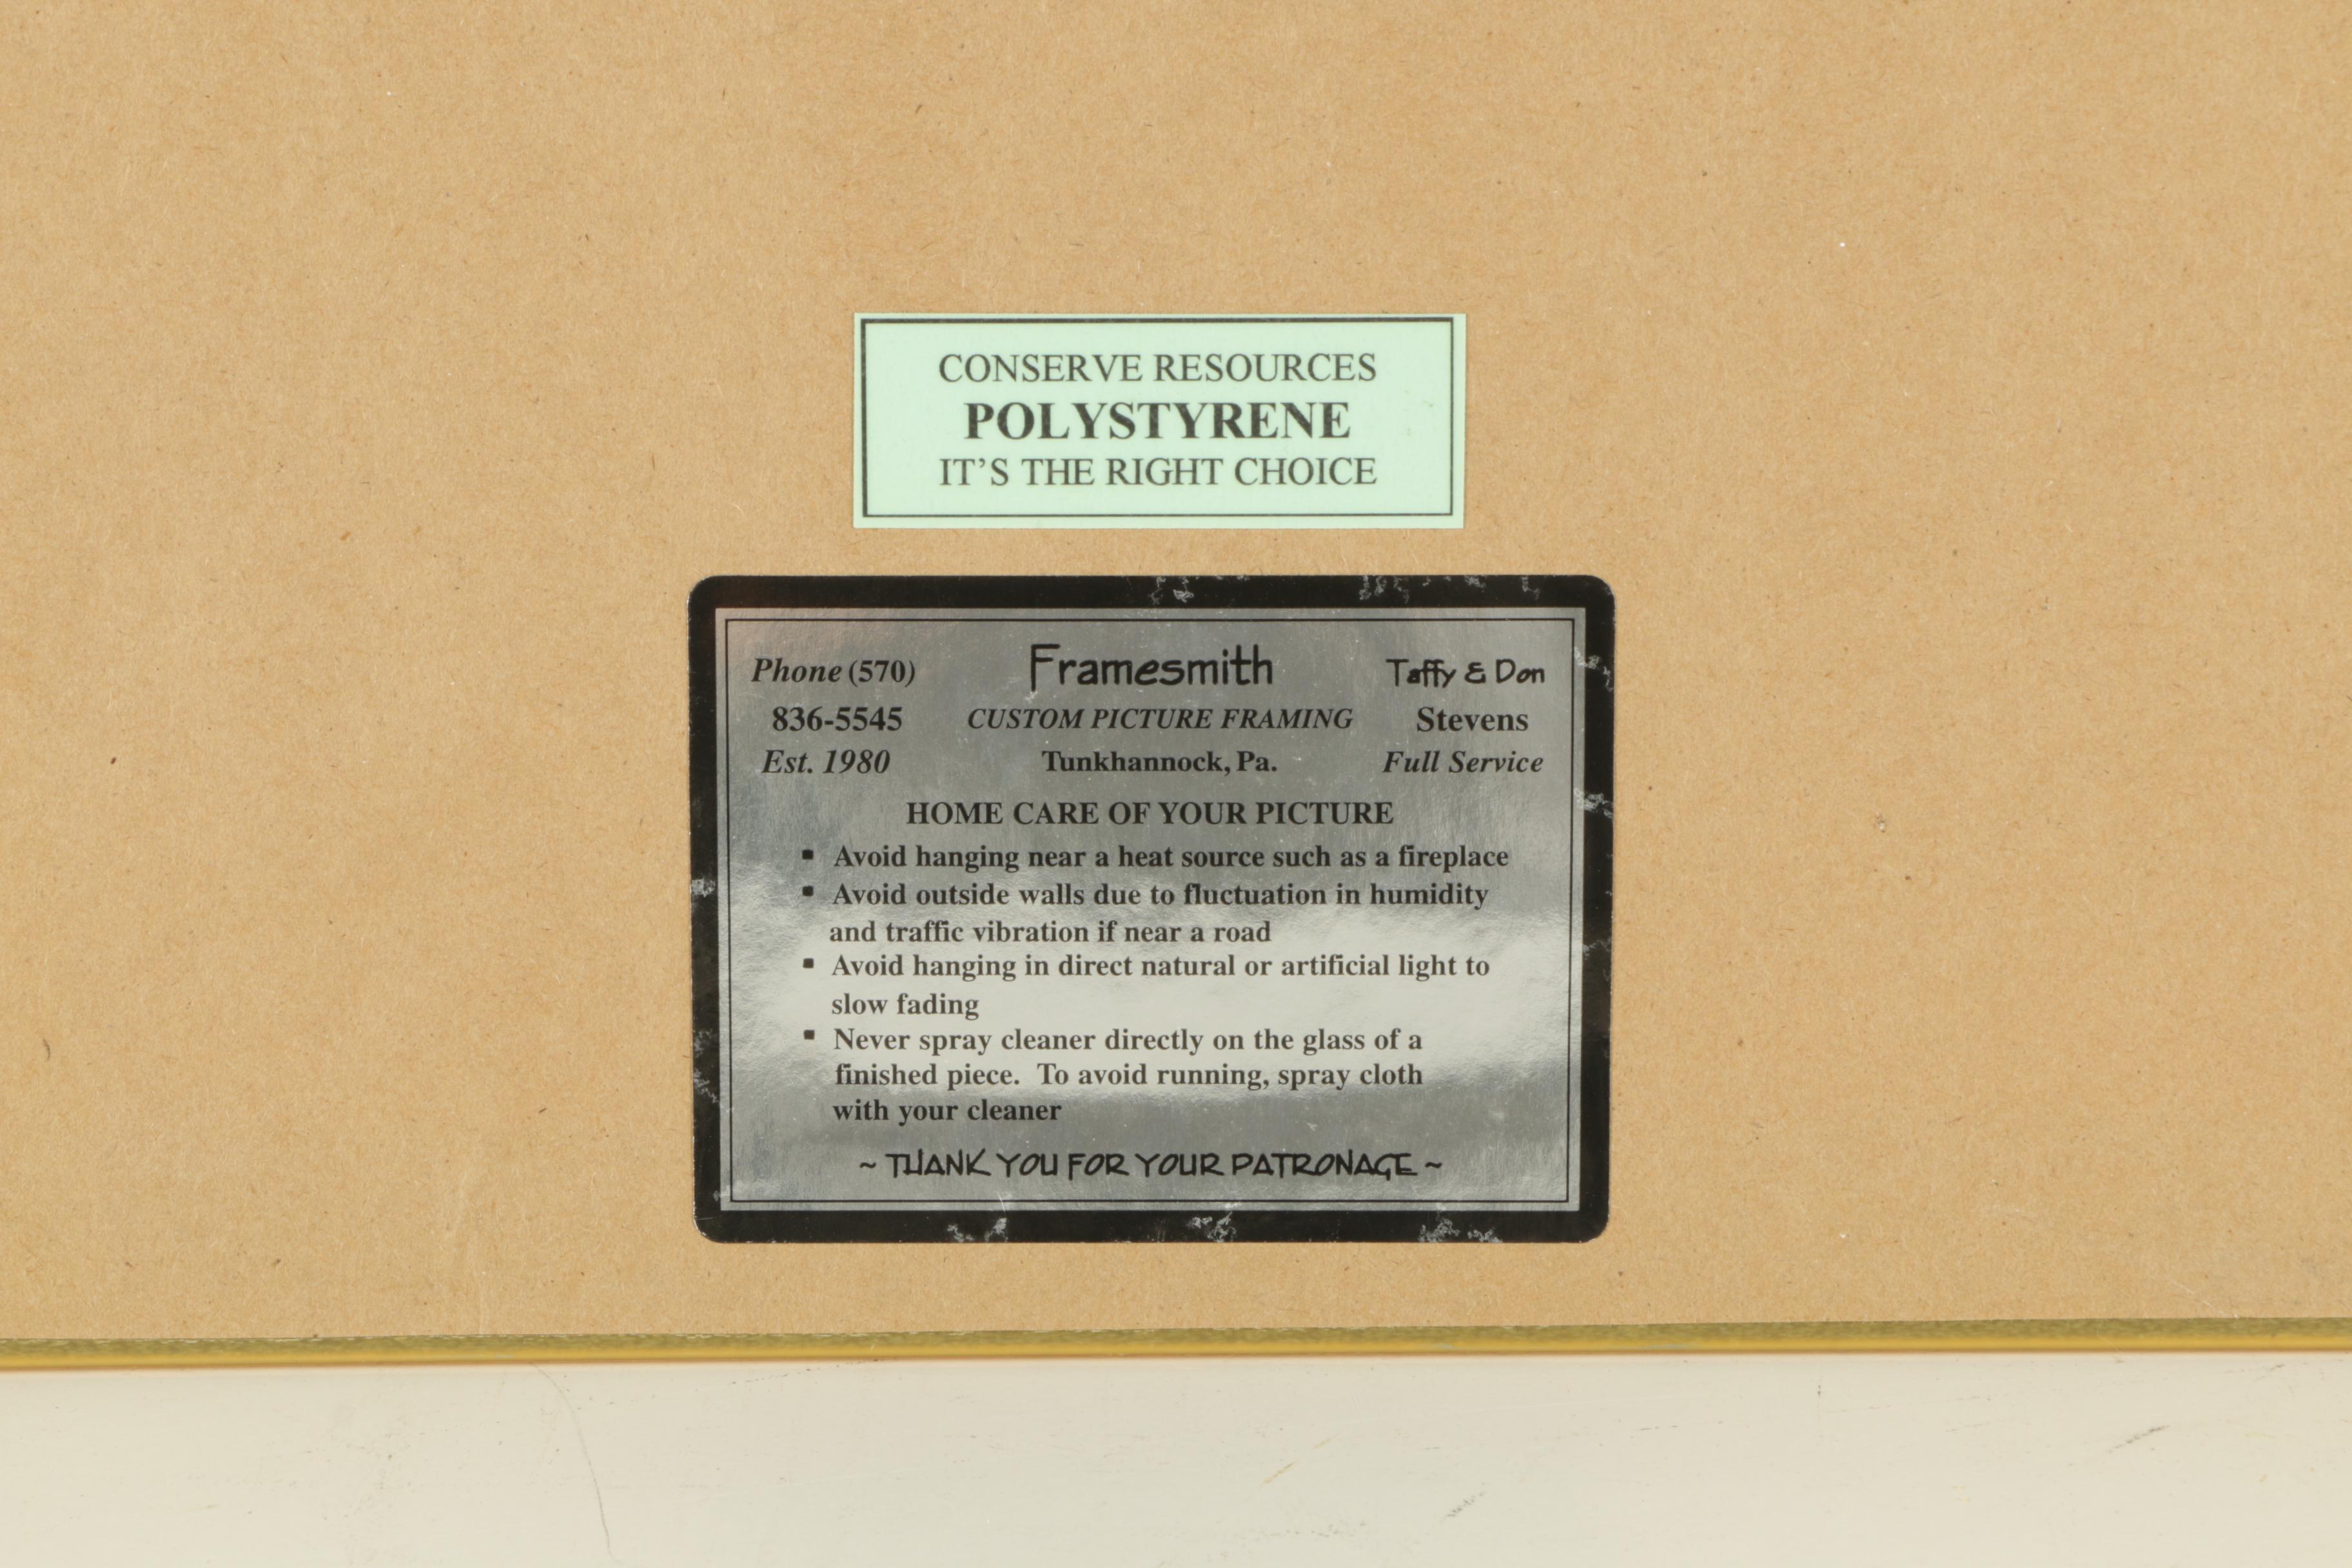 CONSERVE RESOURCES
POLYSTYRENE
IT'S THE RIGHT CHOICE
Phone (570) Framesmith Taffy & Don
836-5545 CUSTOM PICTURE FRAMING Stevens
Est. 1980 Tunkhannock, Pa. Full Service
HOME CARE OF YOUR PICTURE
▪ Avoid hanging near a heat source such as a fireplace
▪ Avoid outside walls due to fluctuation in humidity
and traffic vibration if near a road
▪ Avoid hanging in direct natural or artificial light to
slow fading
▪ Never spray cleaner directly on the glass of a
finished piece. To avoid running, spray cloth
with your cleaner
~ THANK YOU FOR YOUR PATRONAGE ~